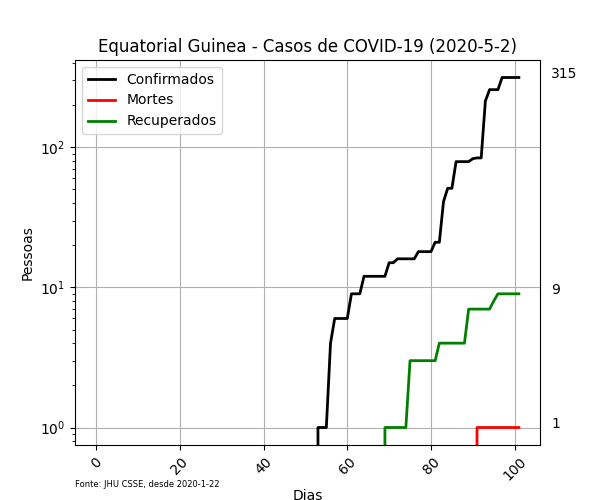 Equatorial Guinea - Casos de COVID-19 (2020-5-2)
Confirmados
Mortes
Recuperados
315
9
1
10²
10¹
10⁰
Pessoas
0 20 40 60 80 100
Dias
Fonte: JHU CSSE, desde 2020-1-22